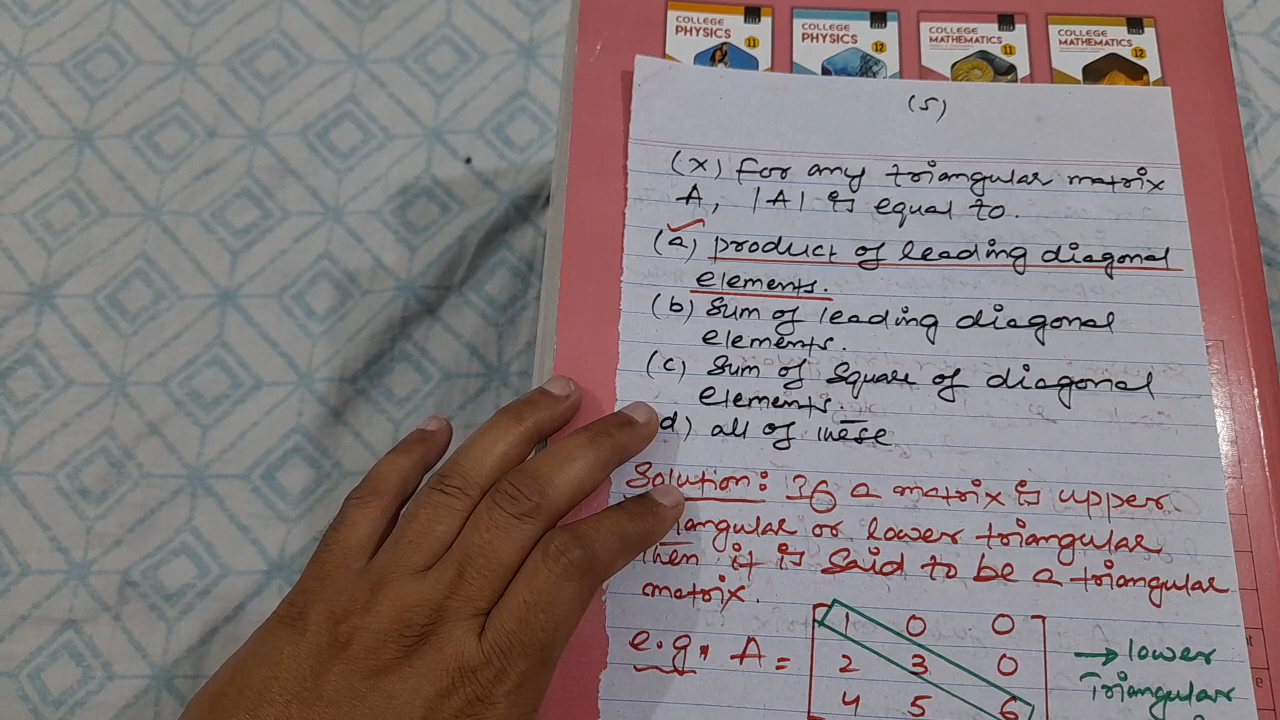 COLLEGE PHYSICS 11
COLLEGE PHYSICS 12
COLLEGE MATHEMATICS 11
COLLEGE MATHEMATICS 12
(5)
(x) For any triangular matrix
A, |A| is equal to.
(a) product of leading diagonal
elements.
(b) Sum of leading diagonal
elements.
(c) Sum of Square of diagonal
elements.
d) all of these
Solution: If a matrix is upper
iangular or lower triangular
then it is said to be a triangular
matrix.
e.g. A = [ 1 0 0
2 3 0 → lower
4 5 6 Triangular